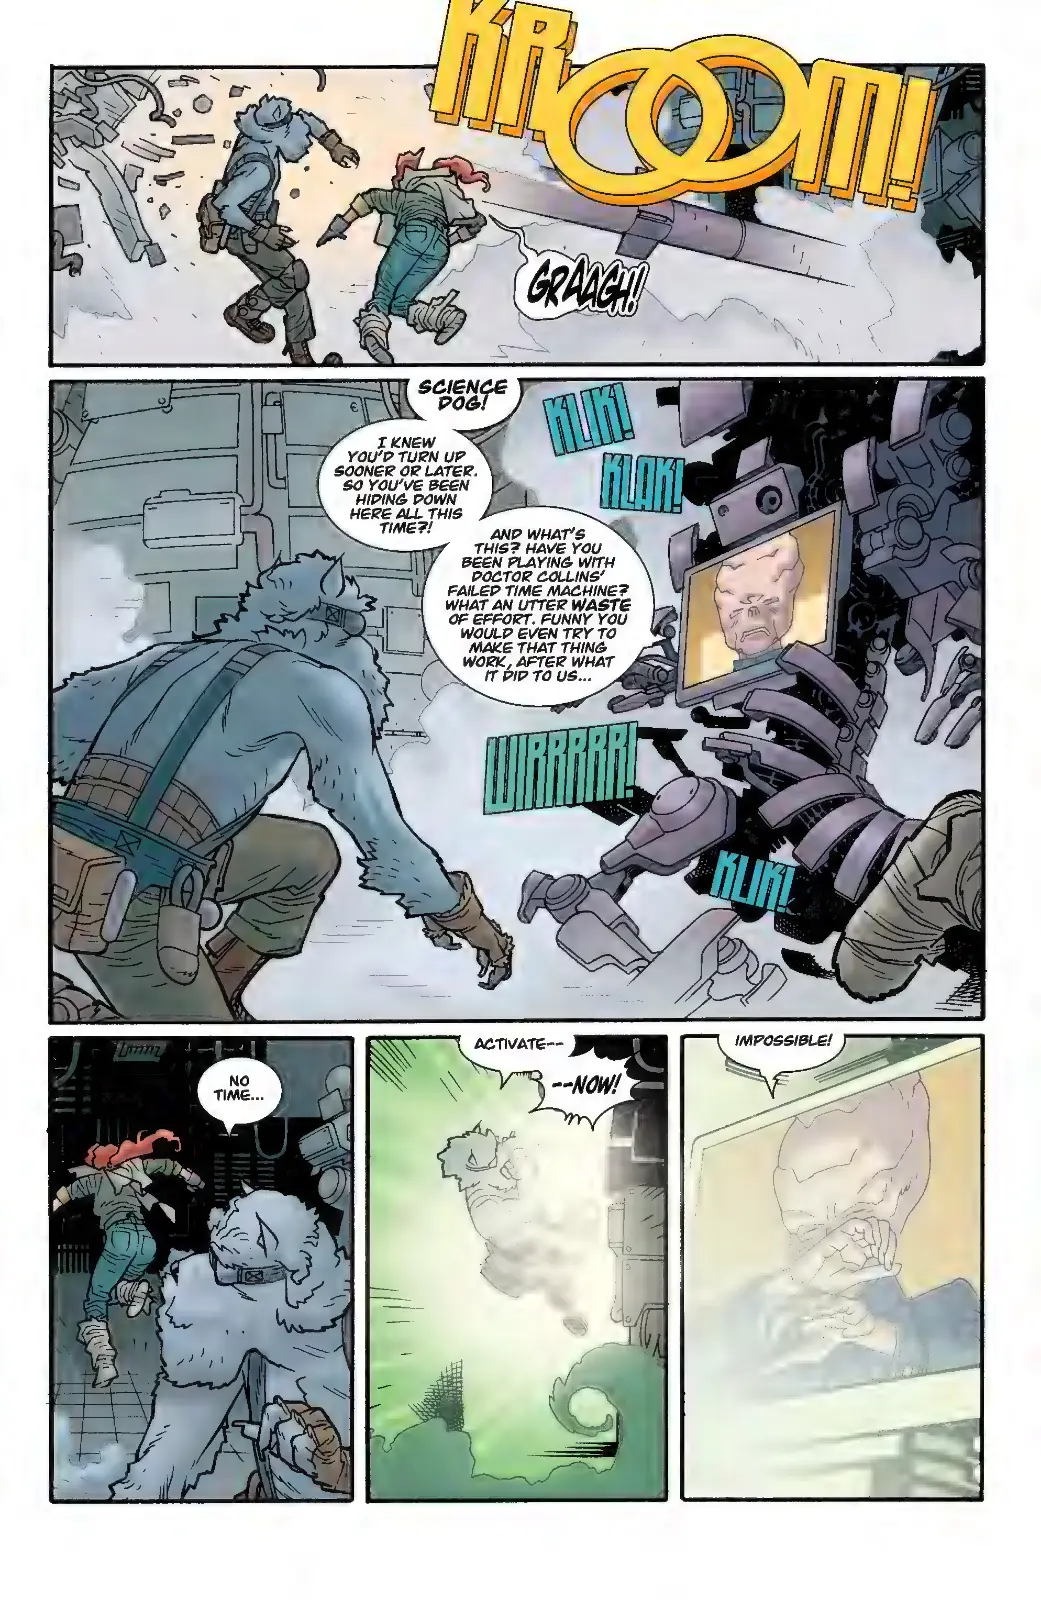 KROOM!
GRAAGH!
SCIENCE
DOG!
I KNEW
YOU'D TURN UP
SOONER OR LATER.
SO YOU'VE BEEN
HIDING DOWN
HERE ALL THIS
TIME?!
KLIK!
KLAK!
AND WHAT'S
THIS? HAVE YOU
BEEN PLAYING WITH
DOCTOR COLLINS'
FAILED TIME MACHINE?
WHAT AN UTTER WASTE
OF EFFORT. FUNNY YOU
WOULD EVEN TRY TO
MAKE THAT THING
WORK, AFTER WHAT
IT DID TO US...
WIRRRRRR!
KLIK!
NO
TIME...
ACTIVATE--
--NOW!
IMPOSSIBLE!